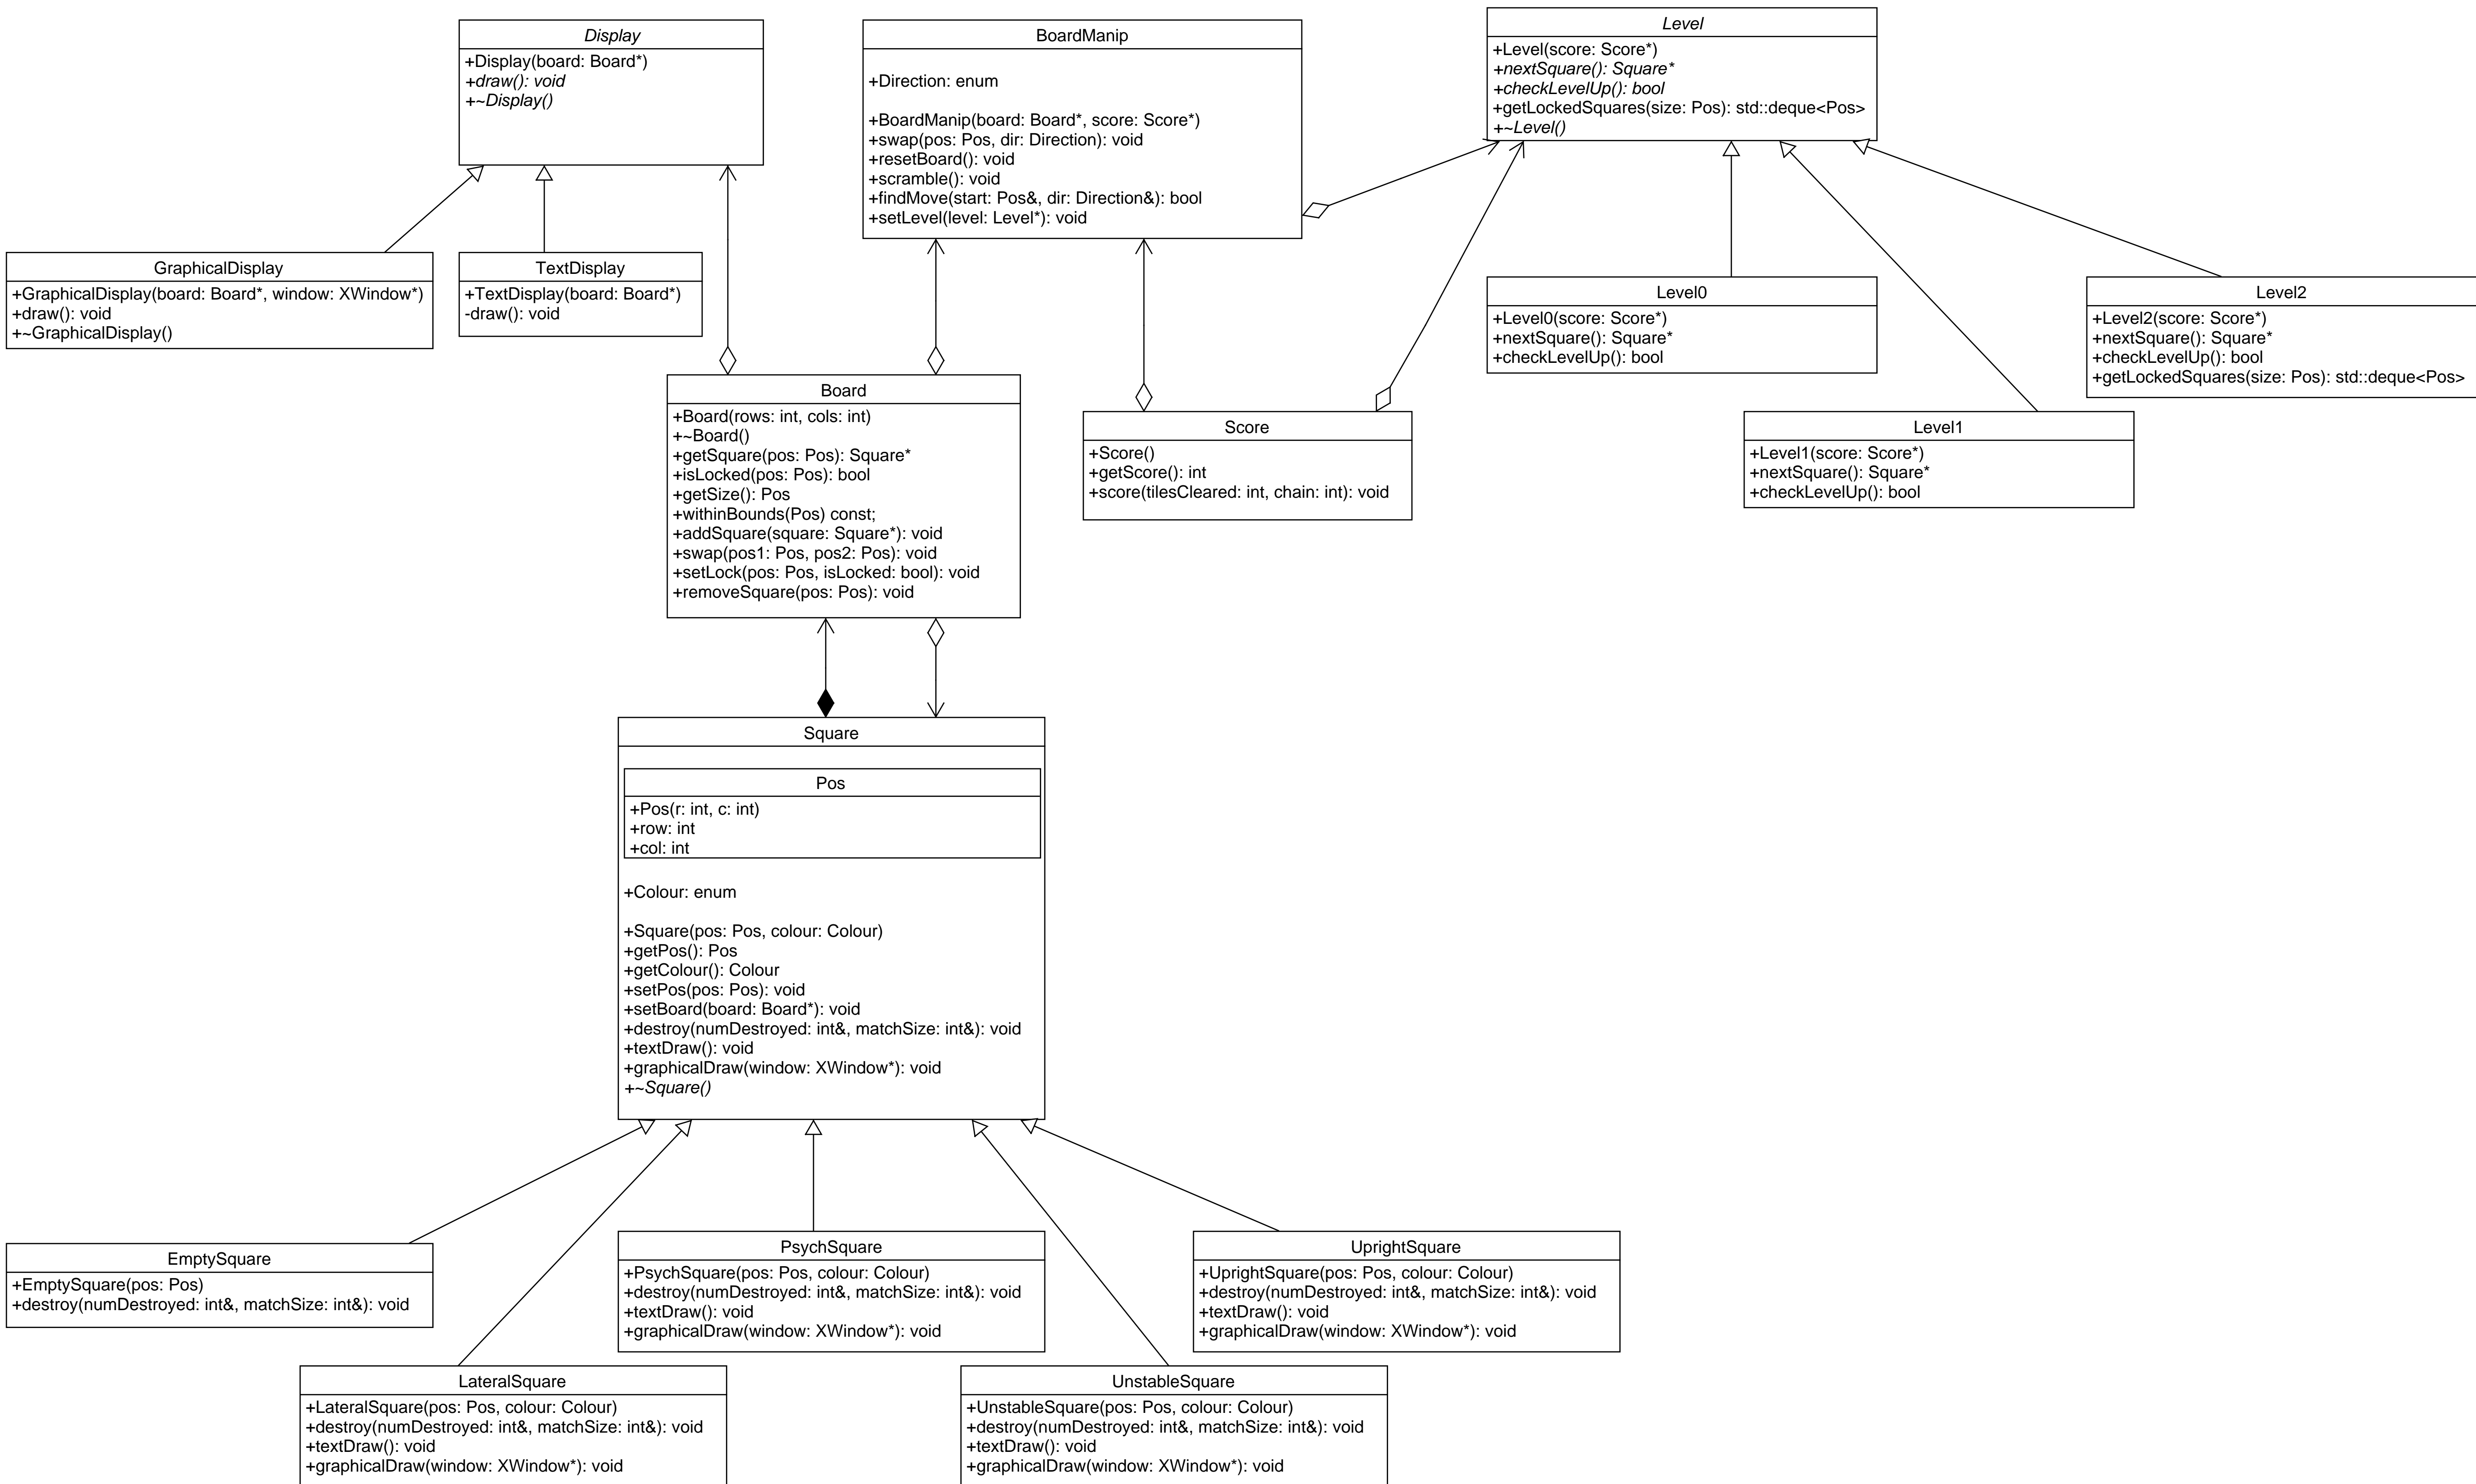 Display
+Display(board: Board*)
+draw(): void
+~Display()
BoardManip
+Direction: enum
+BoardManip(board: Board*, score: Score*)
+swap(pos: Pos, dir: Direction): void
+resetBoard(): void
+scramble(): void
+findMove(start: Pos&, dir: Direction&): bool
+setLevel(level: Level*): void
Level
+Level(score: Score*)
+nextSquare(): Square*
+checkLevelUp(): bool
+getLockedSquares(size: Pos): std::deque<Pos>
+~Level()
GraphicalDisplay
+GraphicalDisplay(board: Board*, window: XWindow*)
+draw(): void
+~GraphicalDisplay()
TextDisplay
+TextDisplay(board: Board*)
-draw(): void
Level0
+Level0(score: Score*)
+nextSquare(): Square*
+checkLevelUp(): bool
Level2
+Level2(score: Score*)
+nextSquare(): Square*
+checkLevelUp(): bool
+getLockedSquares(size: Pos): std::deque<Pos>
Board
+Board(rows: int, cols: int)
+~Board()
+getSquare(pos: Pos): Square*
+isLocked(pos: Pos): bool
+getSize(): Pos
+withinBounds(Pos) const;
+addSquare(square: Square*): void
+swap(pos1: Pos, pos2: Pos): void
+setLock(pos: Pos, isLocked: bool): void
+removeSquare(pos: Pos): void
Score
+Score()
+getScore(): int
+score(tilesCleared: int, chain: int): void
Level1
+Level1(score: Score*)
+nextSquare(): Square*
+checkLevelUp(): bool
Square
Pos
+Pos(r: int, c: int)
+row: int
+col: int
+Colour: enum
+Square(pos: Pos, colour: Colour)
+getPos(): Pos
+getColour(): Colour
+setPos(pos: Pos): void
+setBoard(board: Board*): void
+destroy(numDestroyed: int&, matchSize: int&): void
+textDraw(): void
+graphicalDraw(window: XWindow*): void
+~Square()
EmptySquare
+EmptySquare(pos: Pos)
+destroy(numDestroyed: int&, matchSize: int&): void
PsychSquare
+PsychSquare(pos: Pos, colour: Colour)
+destroy(numDestroyed: int&, matchSize: int&): void
+textDraw(): void
+graphicalDraw(window: XWindow*): void
UprightSquare
+UprightSquare(pos: Pos, colour: Colour)
+destroy(numDestroyed: int&, matchSize: int&): void
+textDraw(): void
+graphicalDraw(window: XWindow*): void
LateralSquare
+LateralSquare(pos: Pos, colour: Colour)
+destroy(numDestroyed: int&, matchSize: int&): void
+textDraw(): void
+graphicalDraw(window: XWindow*): void
UnstableSquare
+UnstableSquare(pos: Pos, colour: Colour)
+destroy(numDestroyed: int&, matchSize: int&): void
+textDraw(): void
+graphicalDraw(window: XWindow*): void